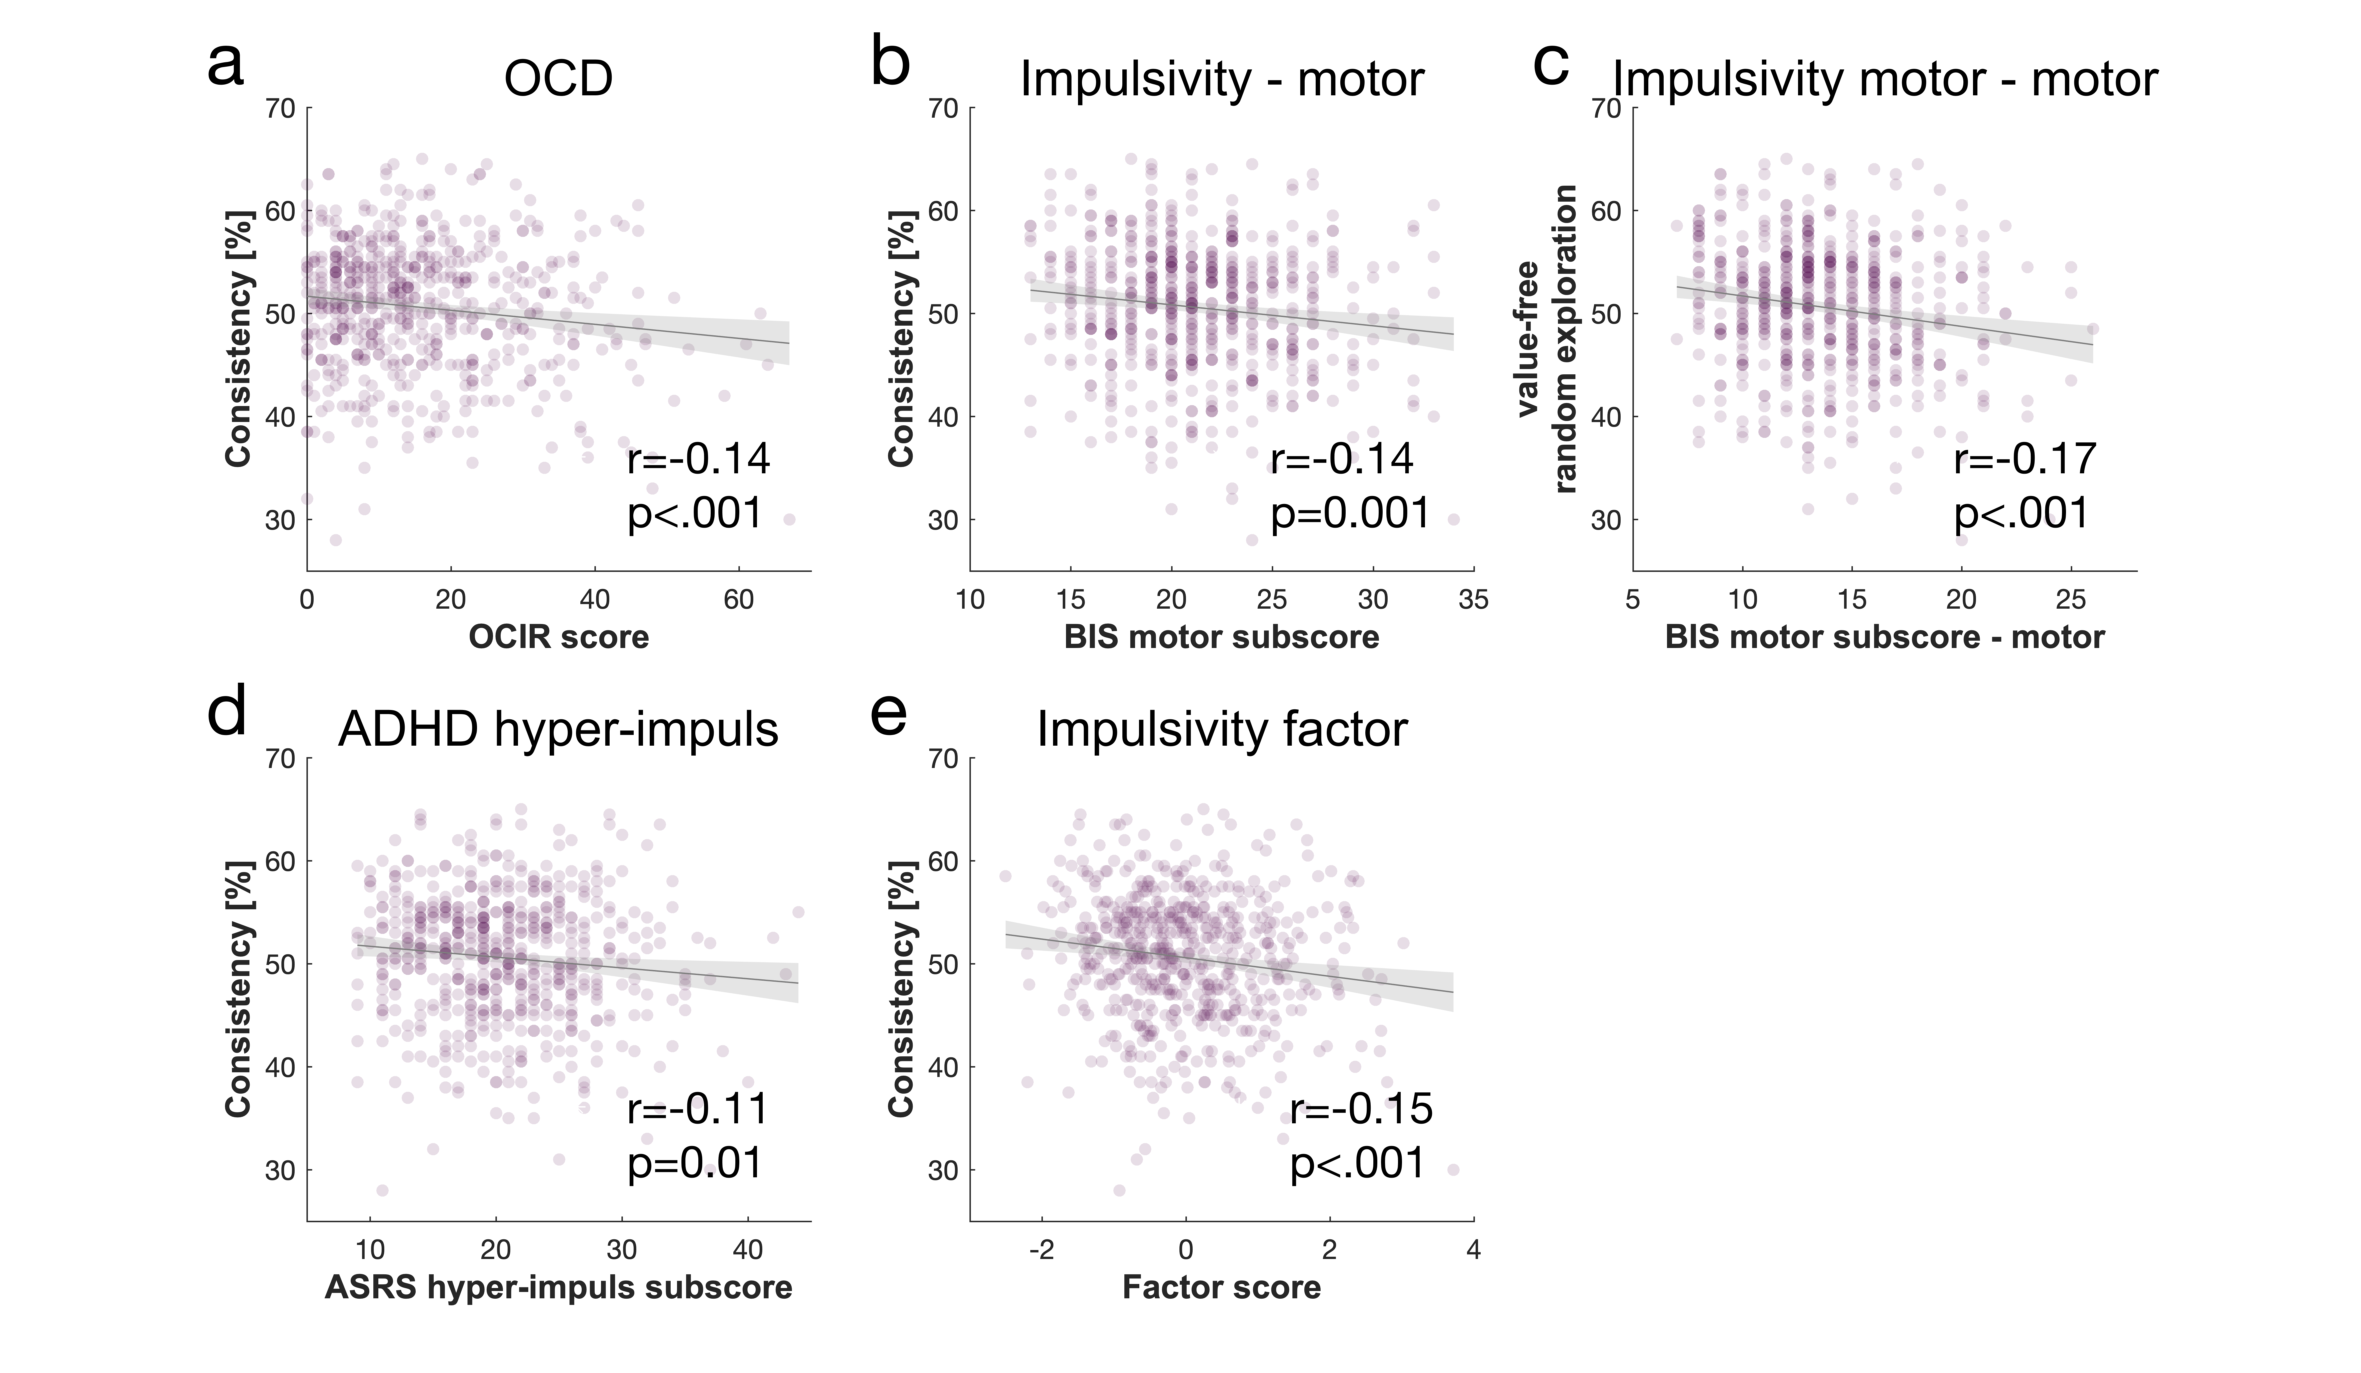 a
OCD
70
60
50
40
30
Consistency [%]
r=-0.14
p<.001
0 20 40 60
OCIR score
b
Impulsivity - motor
70
60
50
40
30
Consistency [%]
r=-0.14
p=0.001
10 15 20 25 30 35
BIS motor subscore
c
Impulsivity motor - motor
70
60
50
40
30
value-free
random exploration
r=-0.17
p<.001
5 10 15 20 25
BIS motor subscore - motor
d
ADHD hyper-impuls
70
60
50
40
30
Consistency [%]
r=-0.11
p=0.01
10 20 30 40
ASRS hyper-impuls subscore
e
Impulsivity factor
70
60
50
40
30
Consistency [%]
r=-0.15
p<.001
-2 0 2 4
Factor score